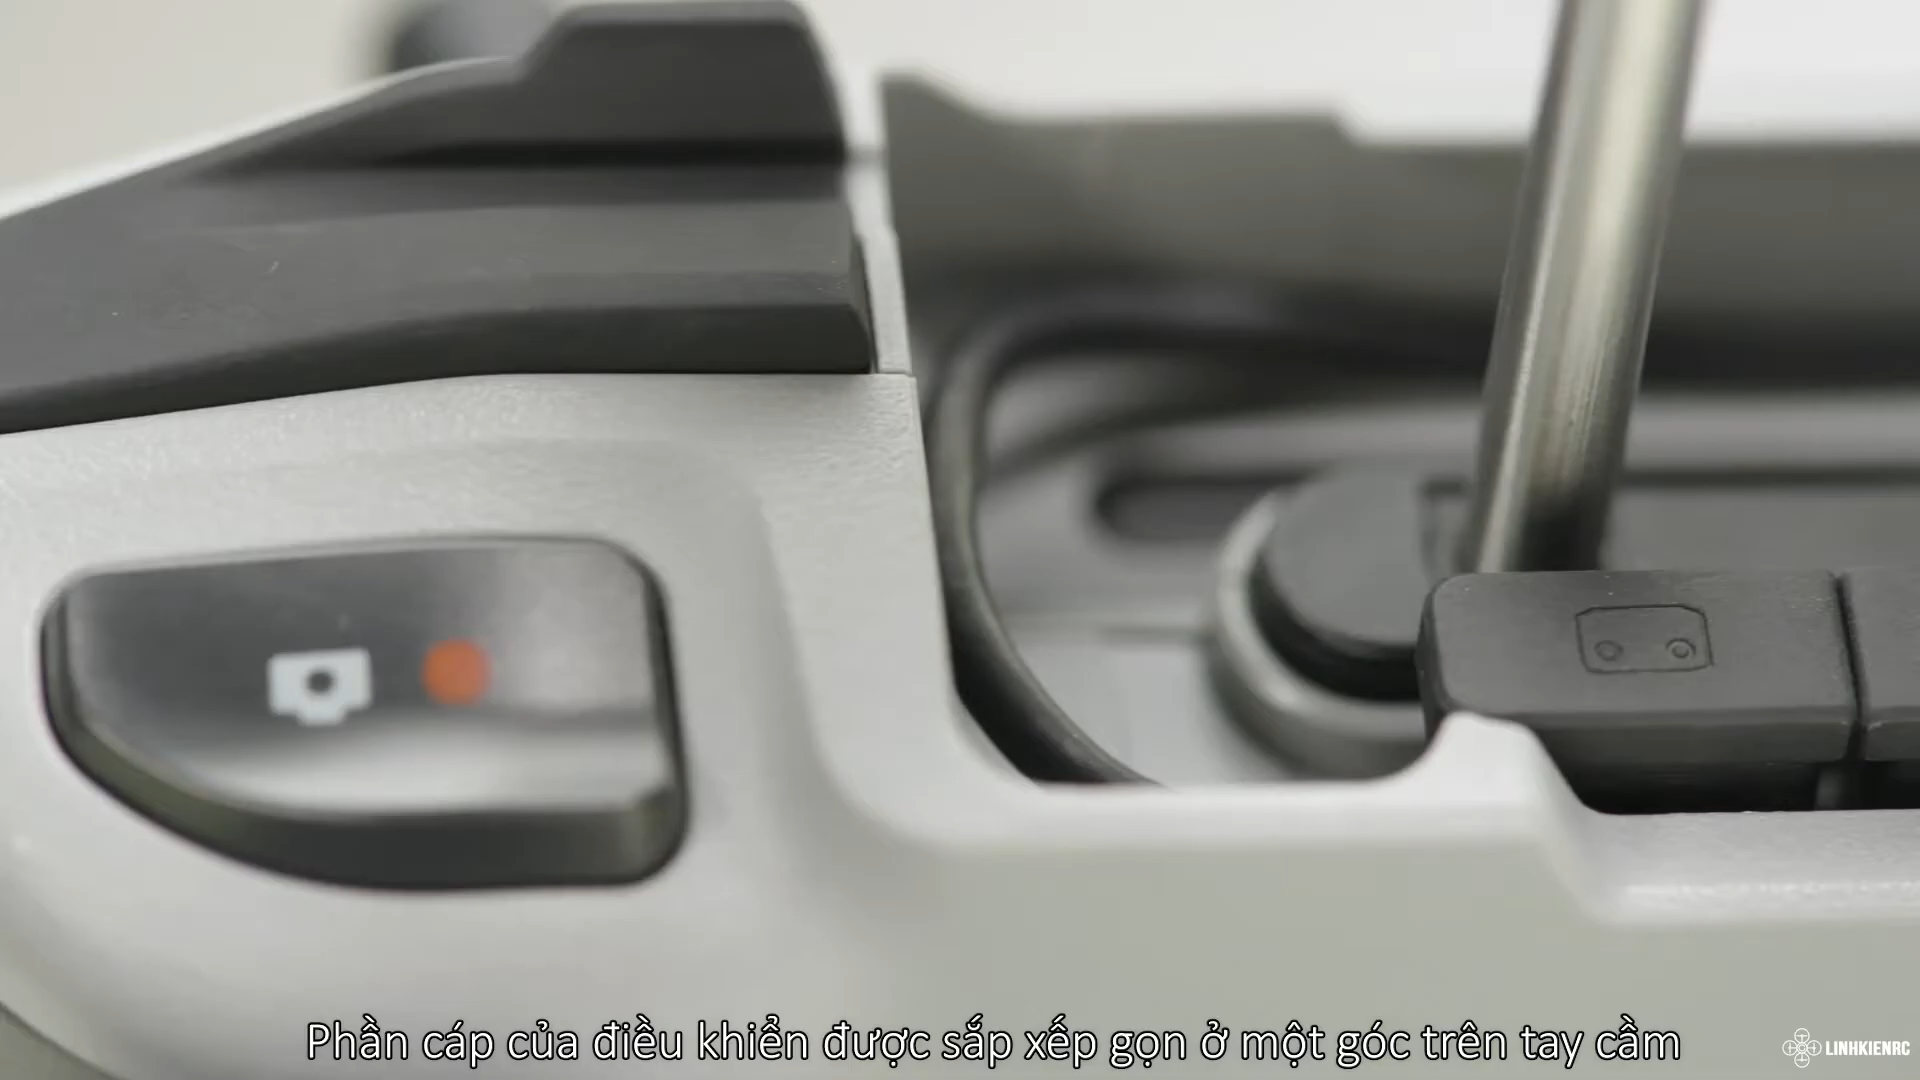 Phần cáp của điều khiển được sắp xếp gọn ở một góc trên tay cầm
LINHKIENRC